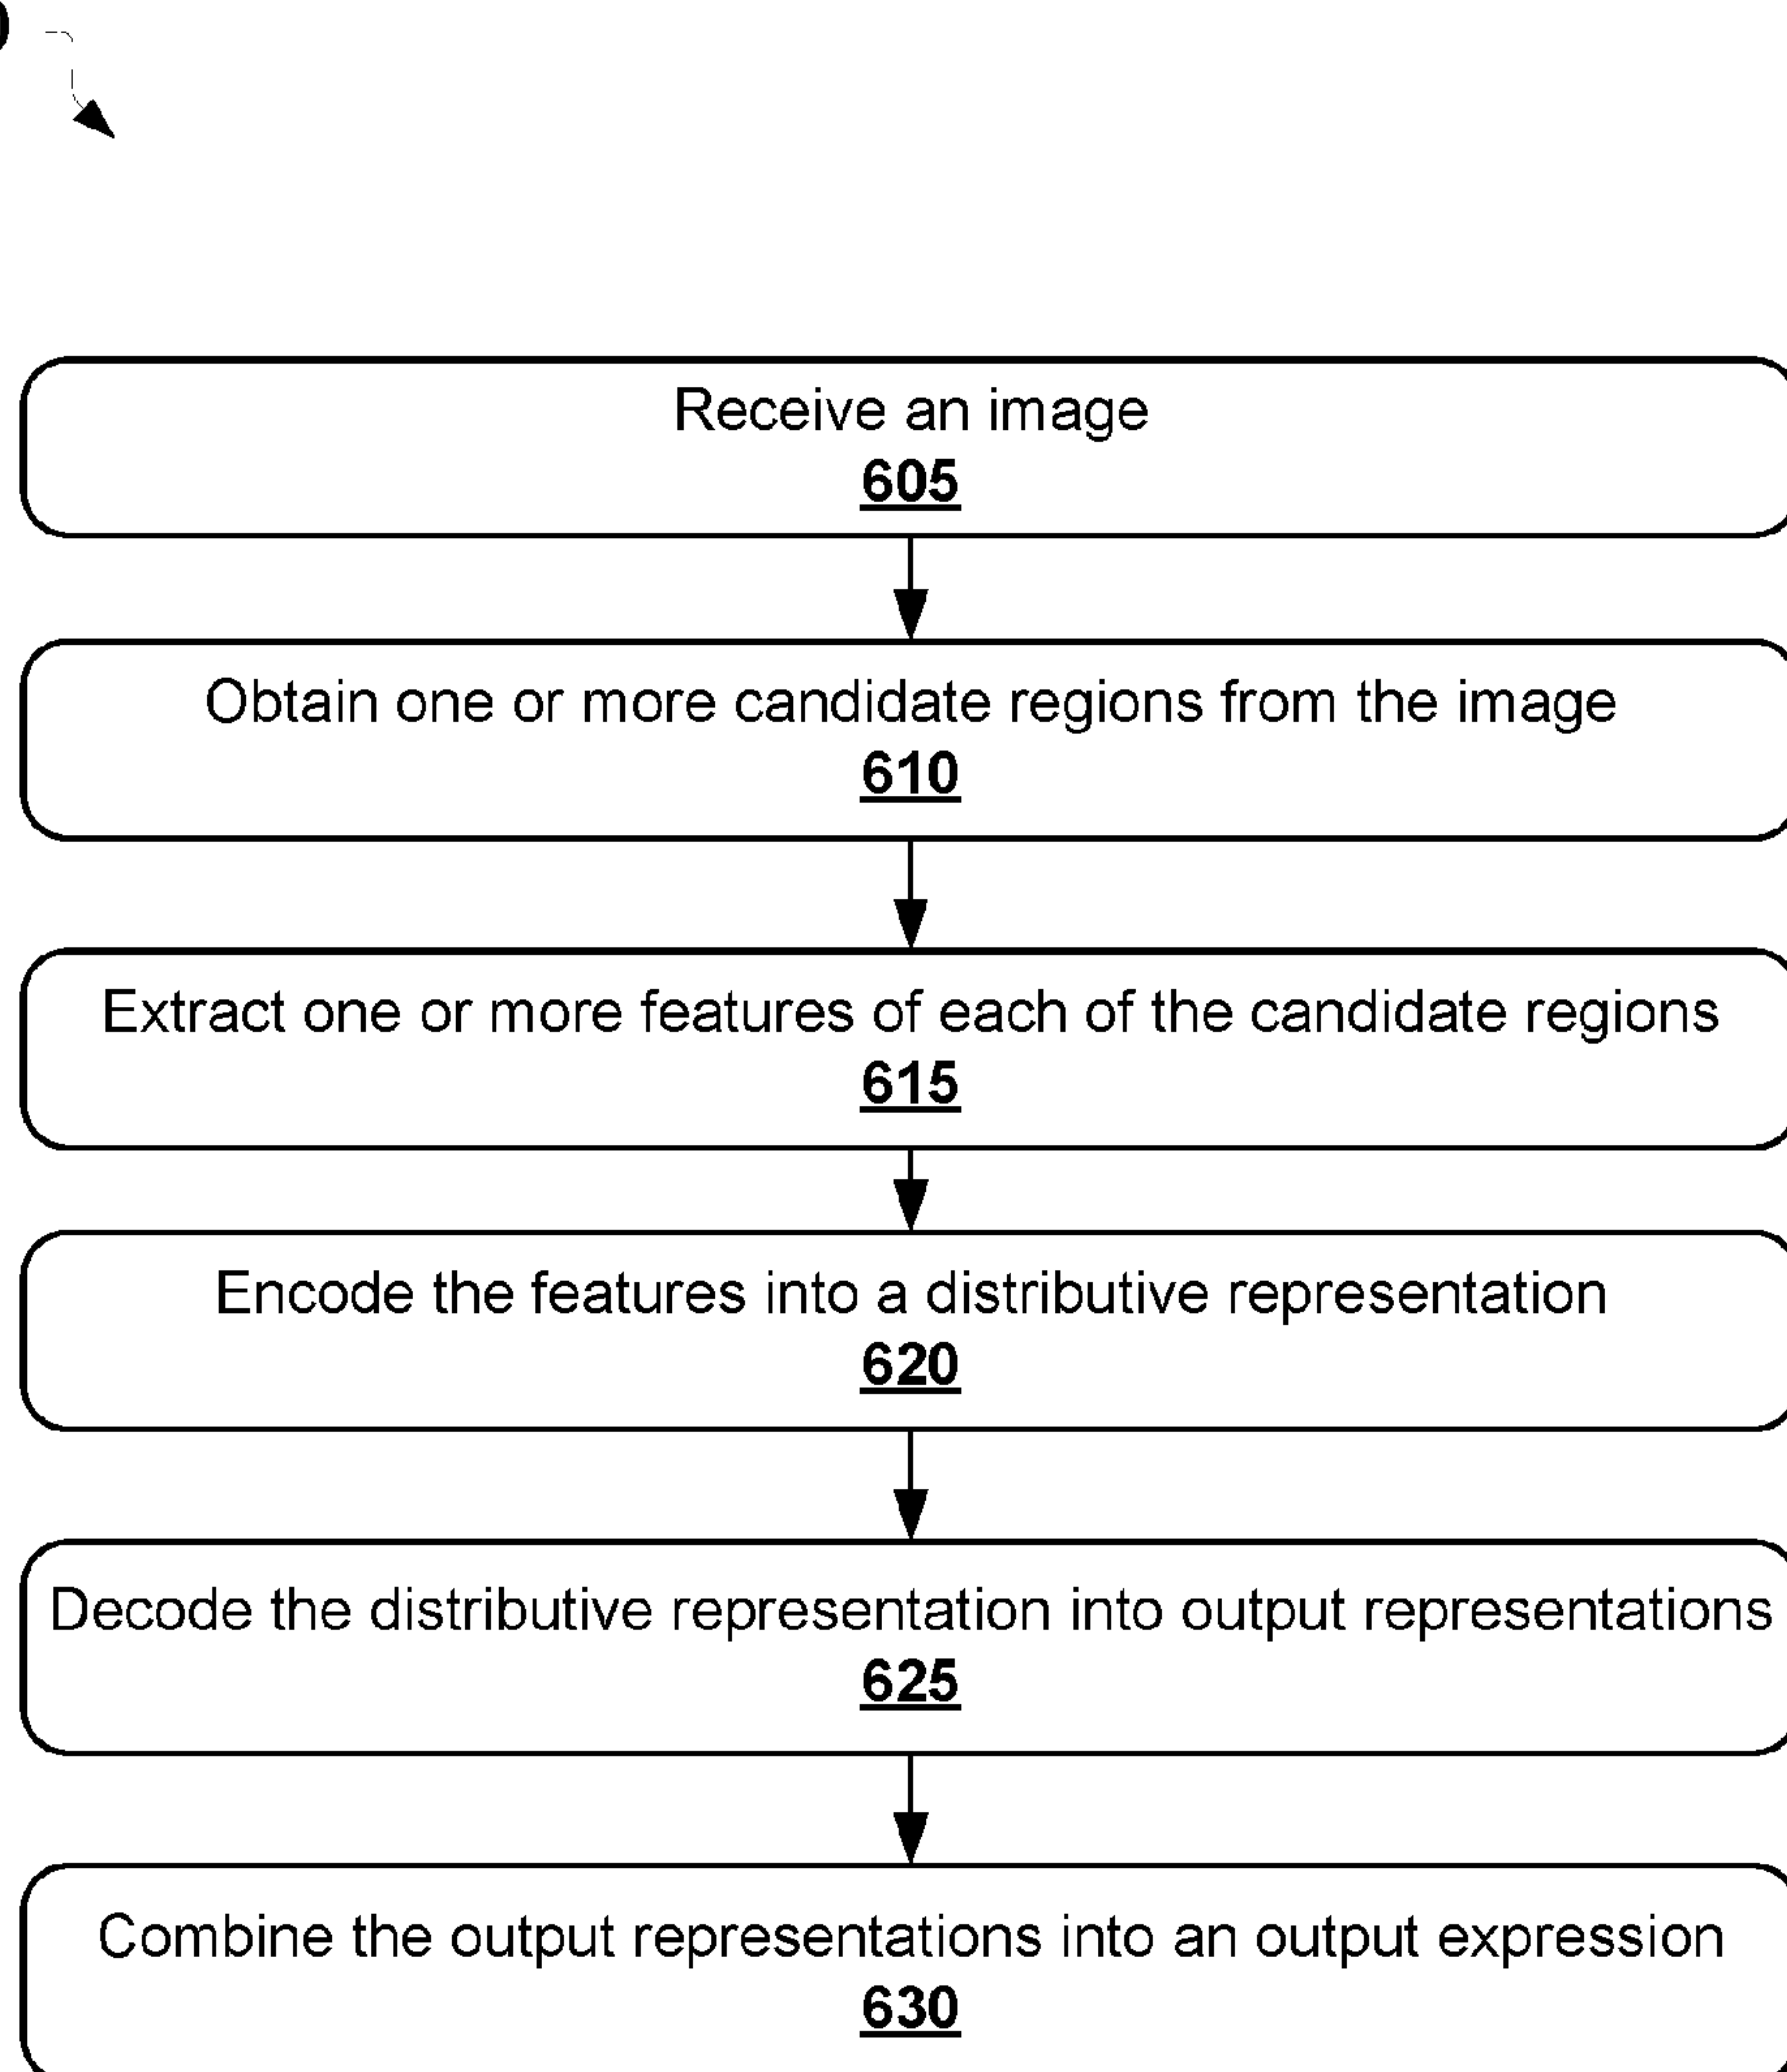 Receive an image
605
Obtain one or more candidate regions from the image
610
Extract one or more features of each of the candidate regions
615
Encode the features into a distributive representation
620
Decode the distributive representation into output representations
625
Combine the output representations into an output expression
630